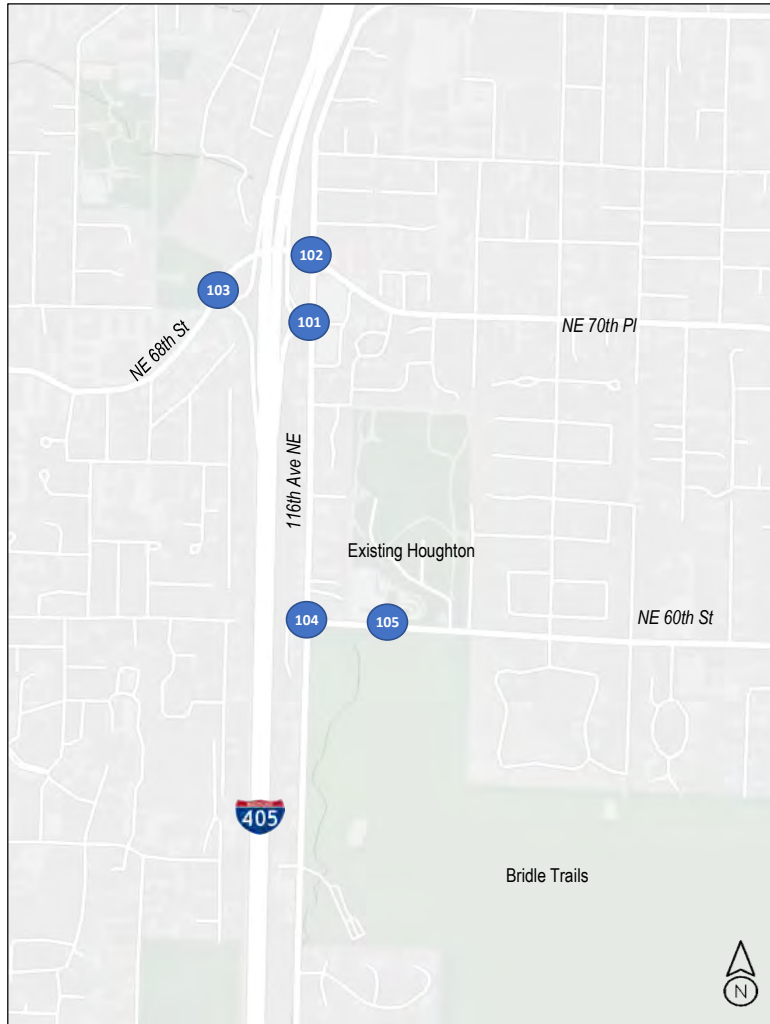 102
103
101
NE 70th Pl
NE 68th St
116th Ave NE
Existing Houghton
104
105
NE 60th St
405
Bridle Trails
N